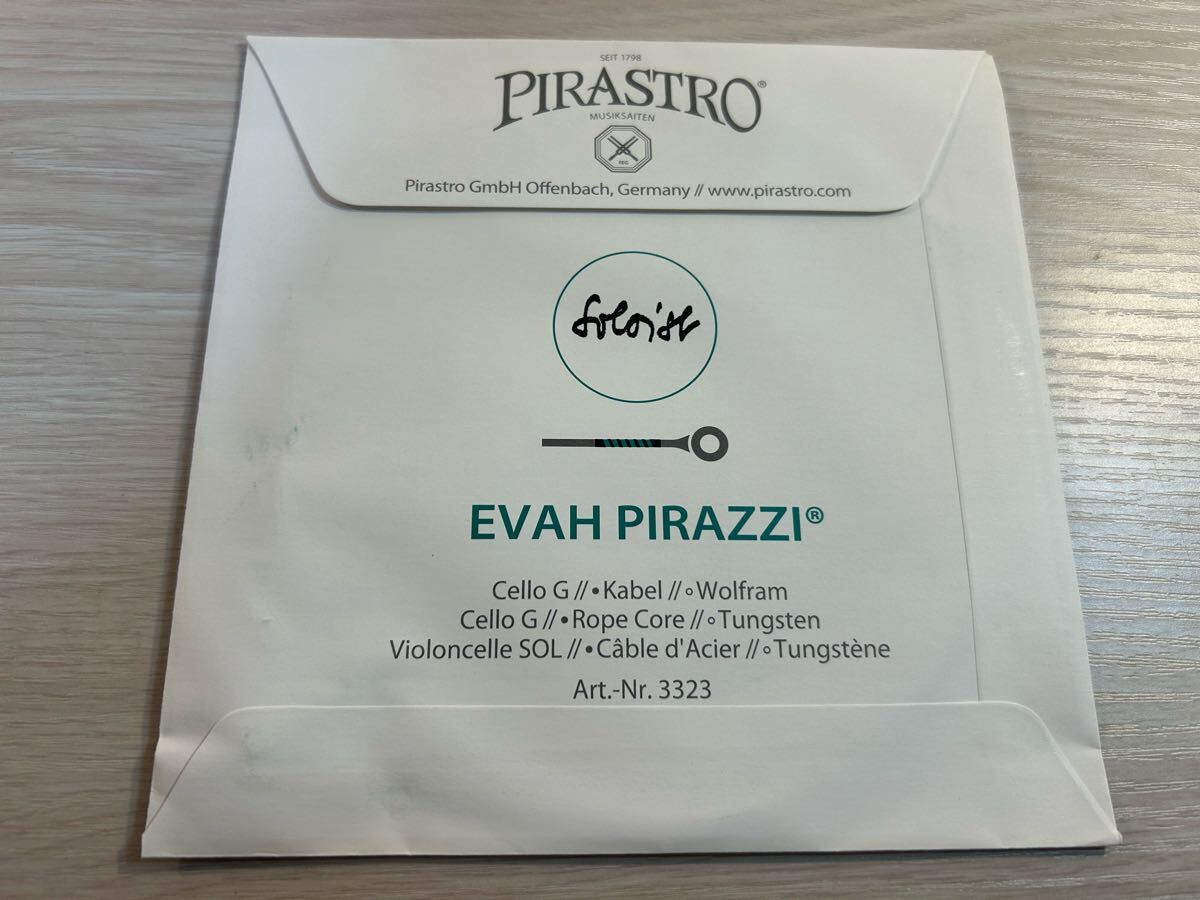 SEIT 1798
PIRASTRO®
MUSIKSAITEN
REG
Pirastro GmbH Offenbach, Germany // www.pirastro.com
Soloist
EVAH PIRAZZI®
Cello G //•Kabel //∘Wolfram
Cello G //•Rope Core //∘Tungsten
Violoncelle SOL //•Câble d'Acier //∘Tungstène
Art.-Nr. 3323